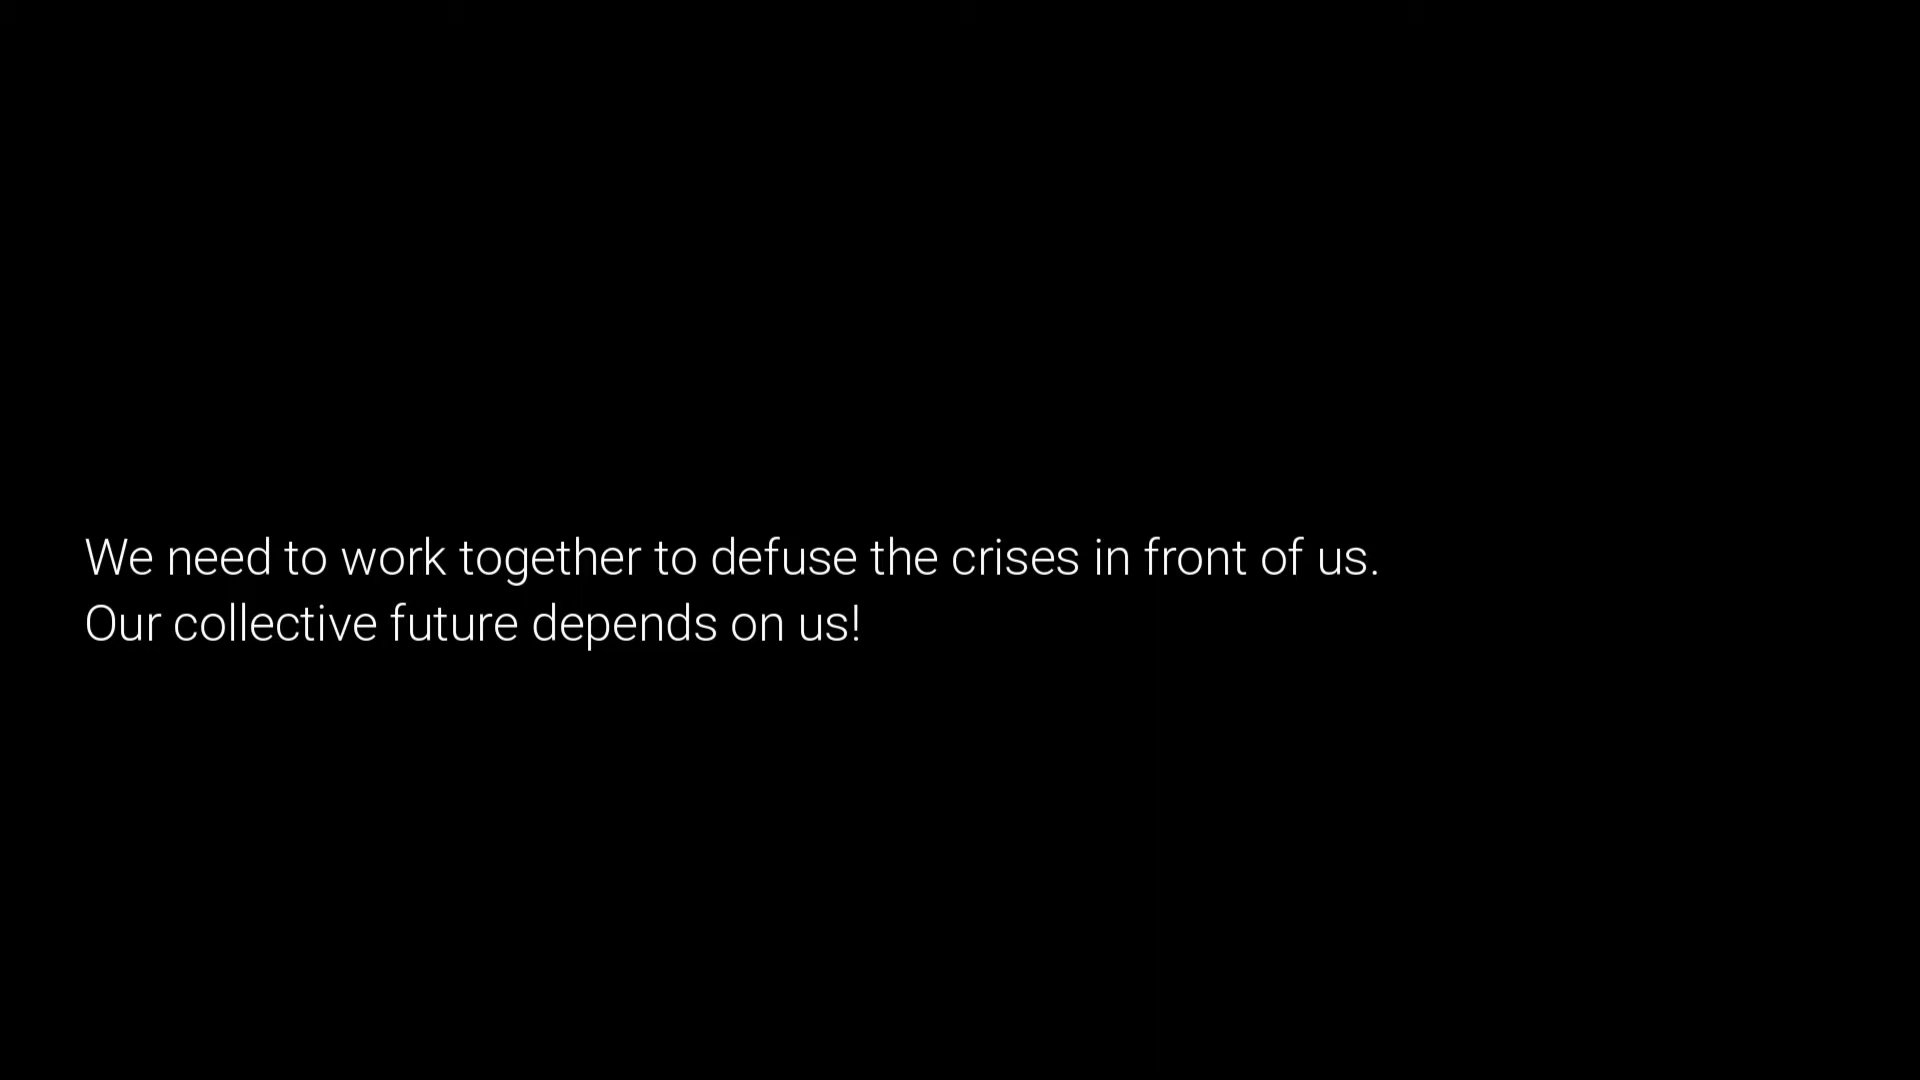 We need to work together to defuse the crises in front of us.
Our collective future depends on us!